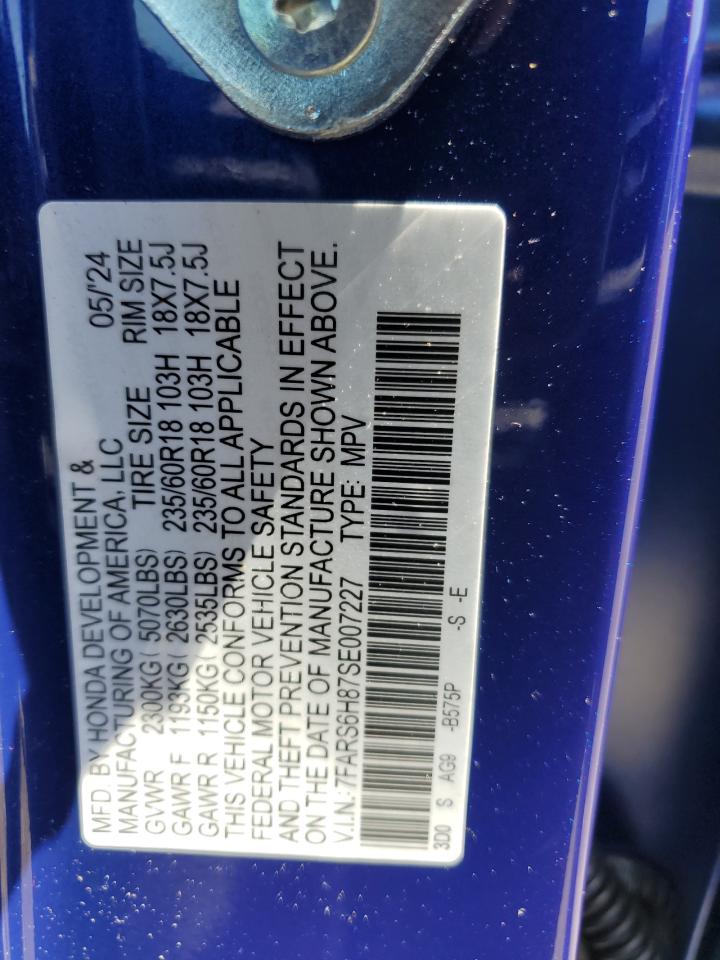 MFD. BY HONDA DEVELOPMENT & 05/'24
MANUFACTURING OF AMERICA, LLC
GVWR 2300KG( 5070LBS) TIRE SIZE RIM SIZE
GAWR F 1193KG( 2630LBS) 235/60R18 103H 18X7.5J
GAWR R 1150KG( 2535LBS) 235/60R18 103H 18X7.5J
THIS VEHICLE CONFORMS TO ALL APPLICABLE
FEDERAL MOTOR VEHICLE SAFETY
AND THEFT PREVENTION STANDARDS IN EFFECT
ON THE DATE OF MANUFACTURE SHOWN ABOVE.
V.I.N.: 7FARS6H87SE007227 TYPE: MPV
3D0 S AG9 -B575P -S -E